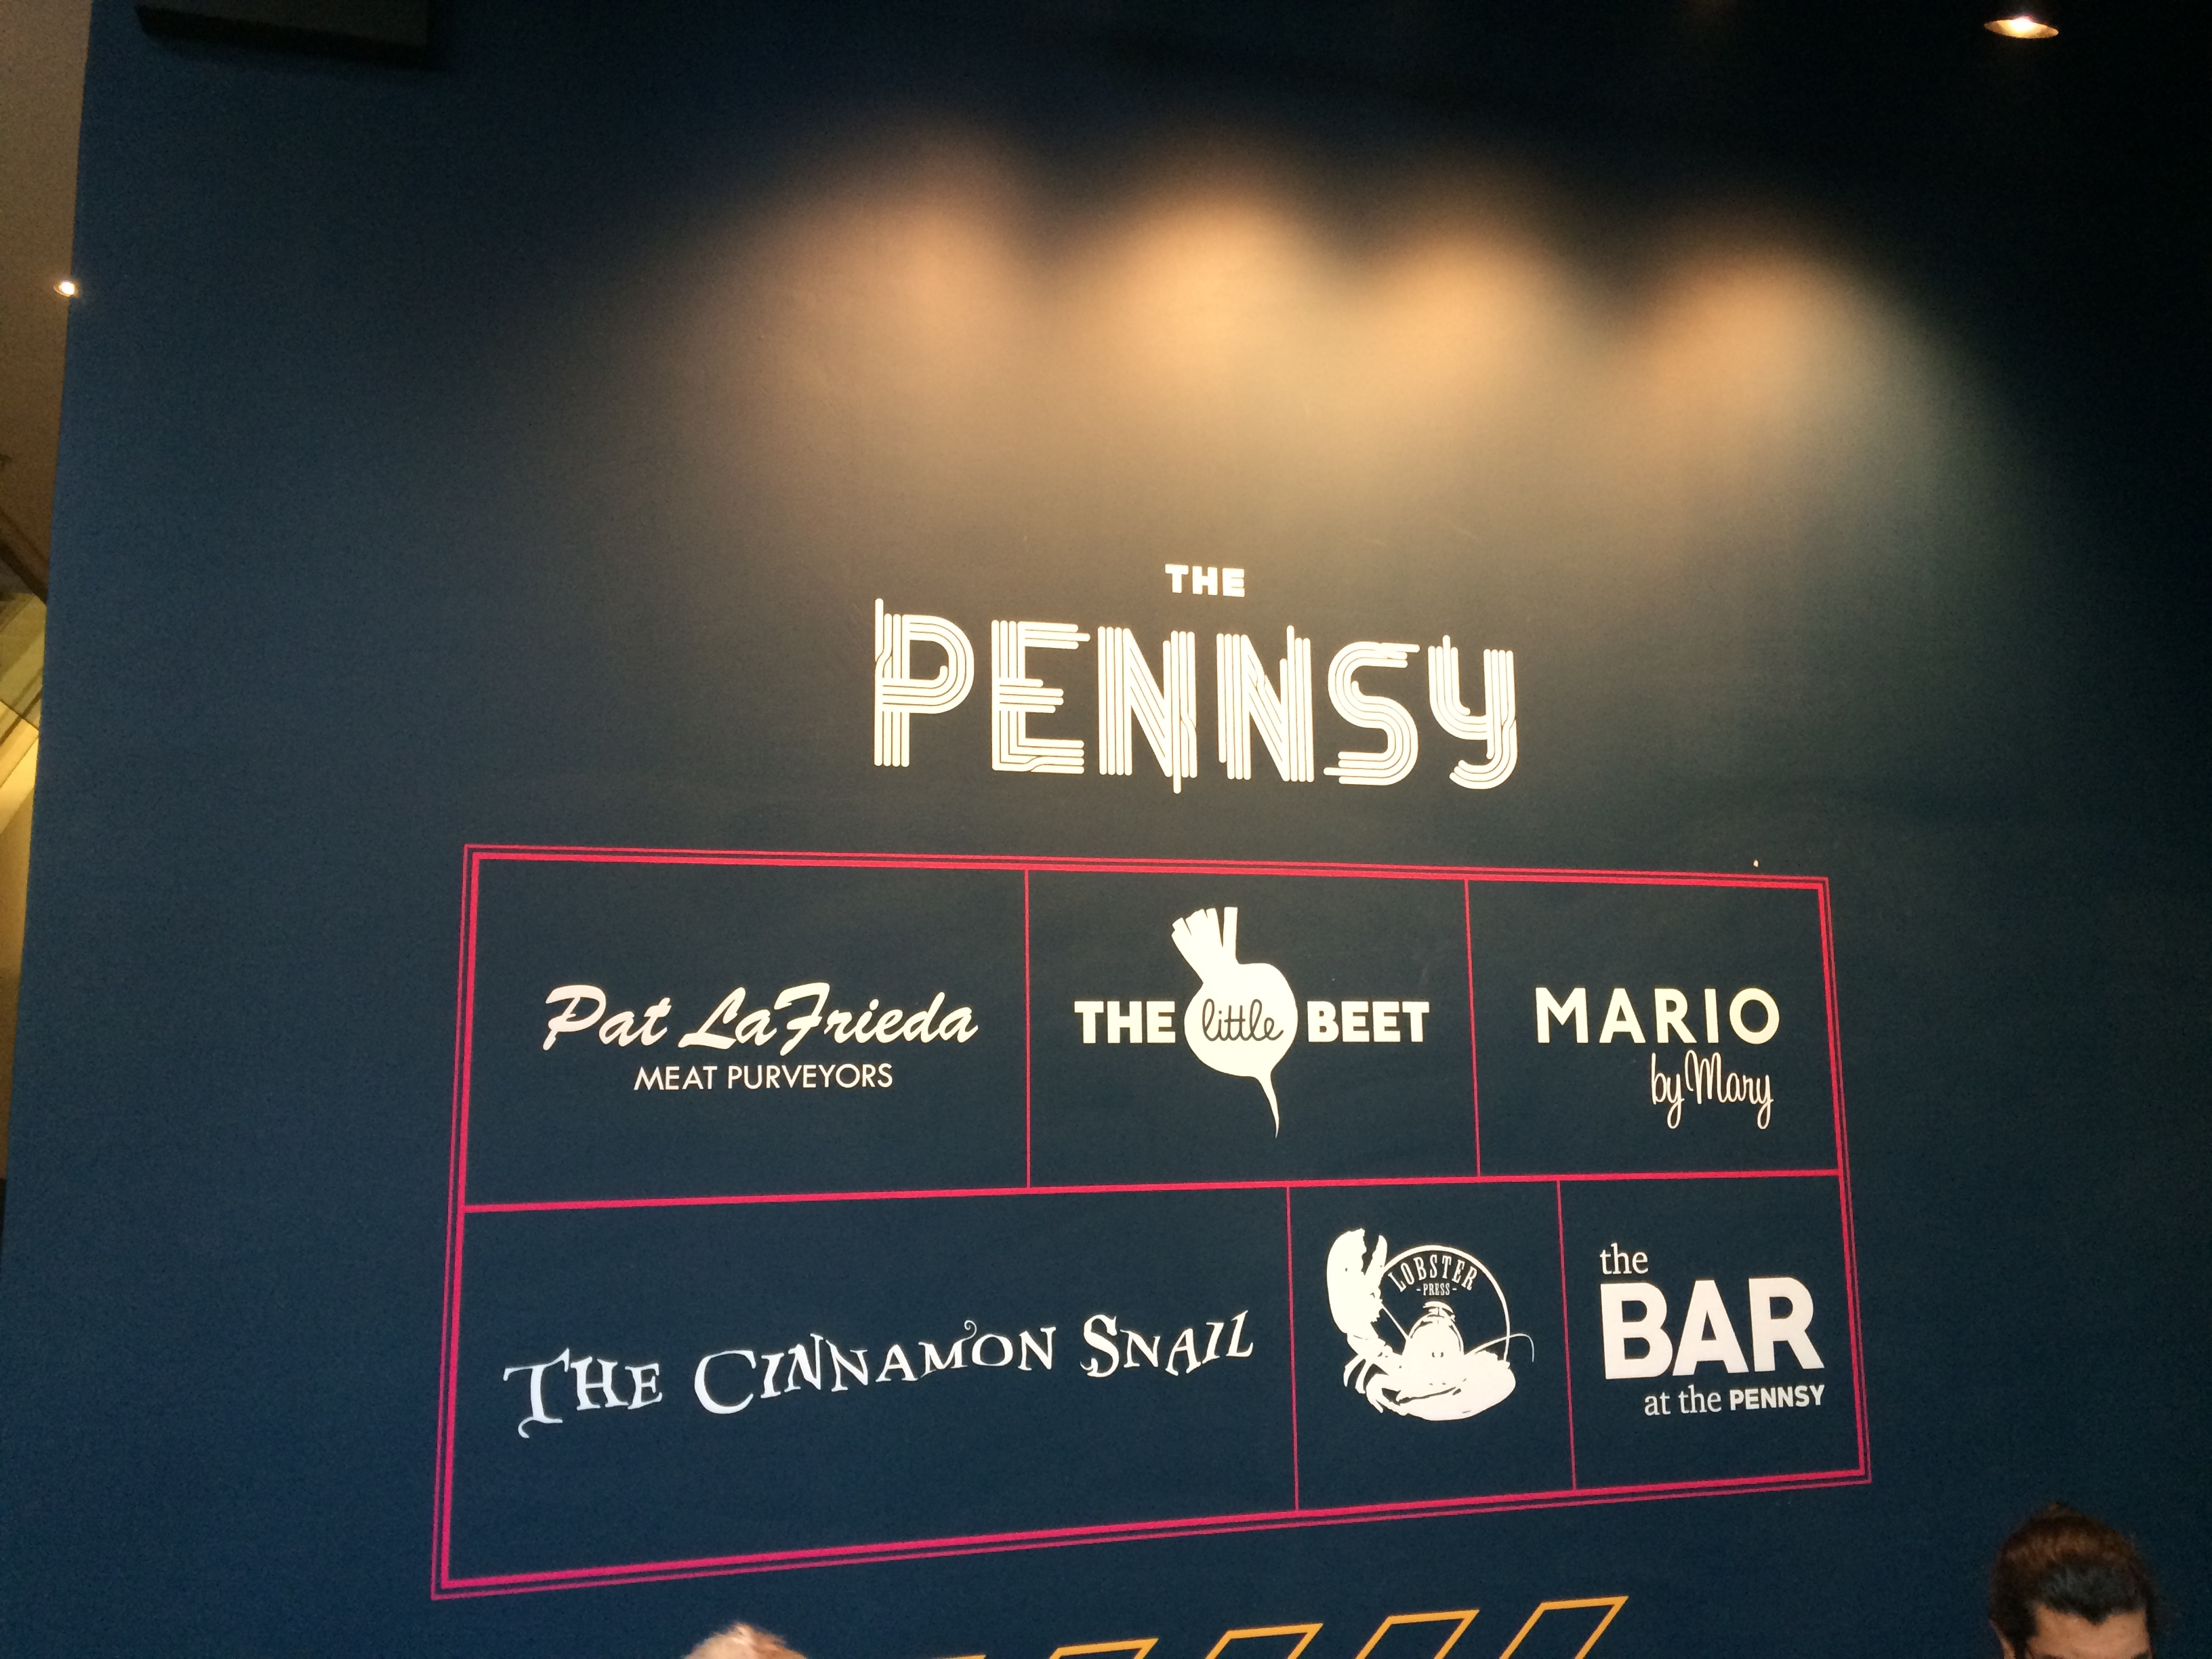 THE
PENNSY
Pat LaFrieda
MEAT PURVEYORS
THE little BEET
MARIO
by Mary
THE CINNAMON SNAIL
LOBSTER
-PRESS-
the
BAR
at the PENNSY